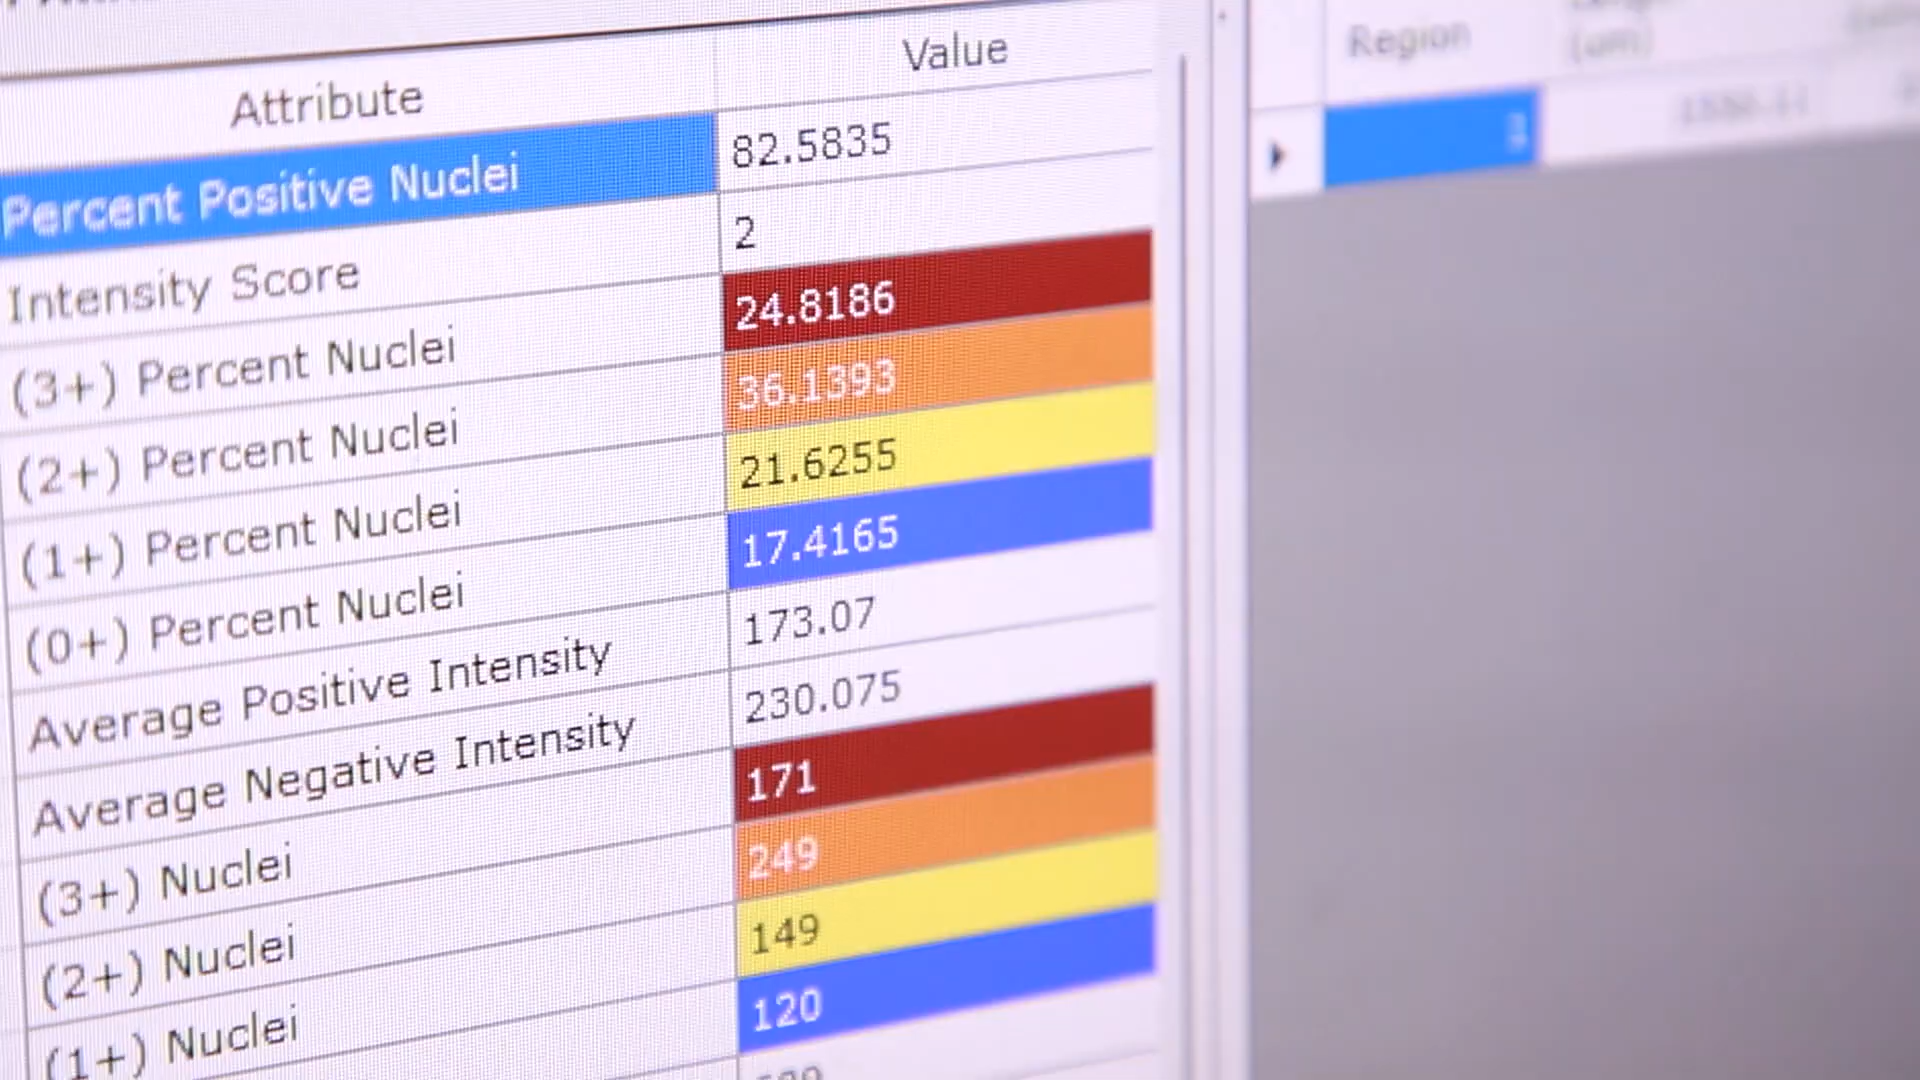 Attribute Value
Percent Positive Nuclei 82.5835
Intensity Score 2
(3+) Percent Nuclei 24.8186
(2+) Percent Nuclei 36.1393
(1+) Percent Nuclei 21.6255
(0+) Percent Nuclei 17.4165
Average Positive Intensity 173.07
Average Negative Intensity 230.075
(3+) Nuclei 171
(2+) Nuclei 249
(1+) Nuclei 149
120
Region
(um)
1